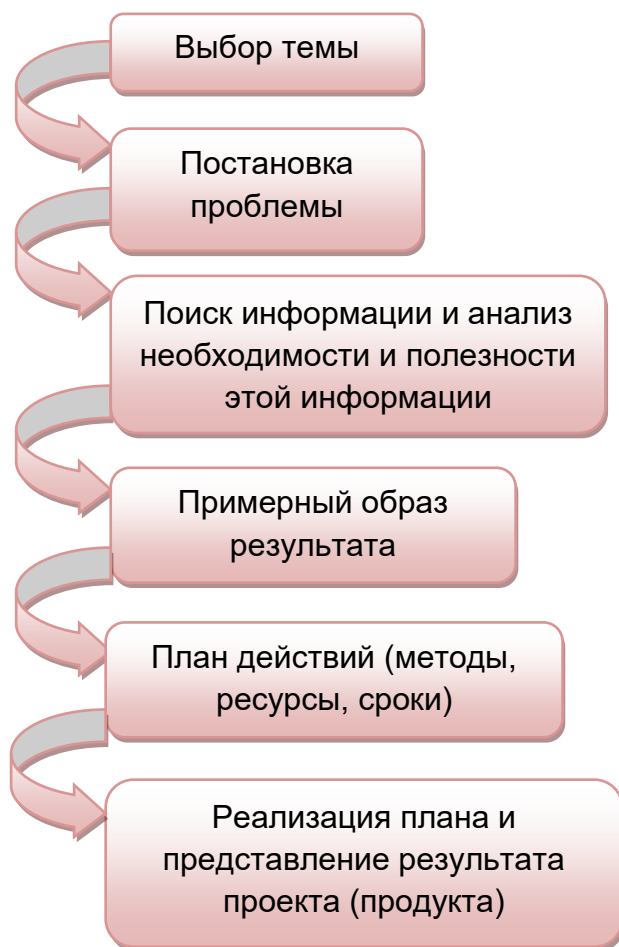 Выбор темы
Постановка
проблемы
Поиск информации и анализ
необходимости и полезности
этой информации
Примерный образ
результата
План действий (методы,
ресурсы, сроки)
Реализация плана и
представление результата
проекта (продукта)